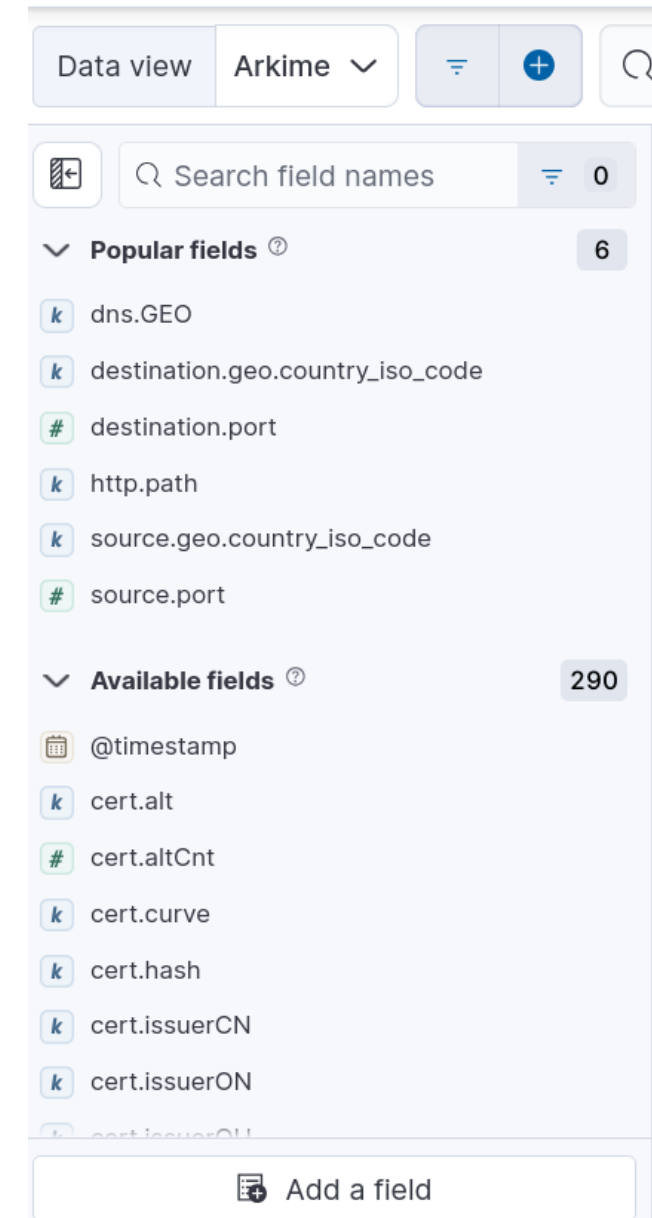 Data view Arkime
Search field names 0
Popular fields 6
k dns.GEO
k destination.geo.country_iso_code
# destination.port
k http.path
k source.geo.country_iso_code
# source.port
Available fields 290
@timestamp
k cert.alt
# cert.altCnt
k cert.curve
k cert.hash
k cert.issuerCN
k cert.issuerON
Add a field